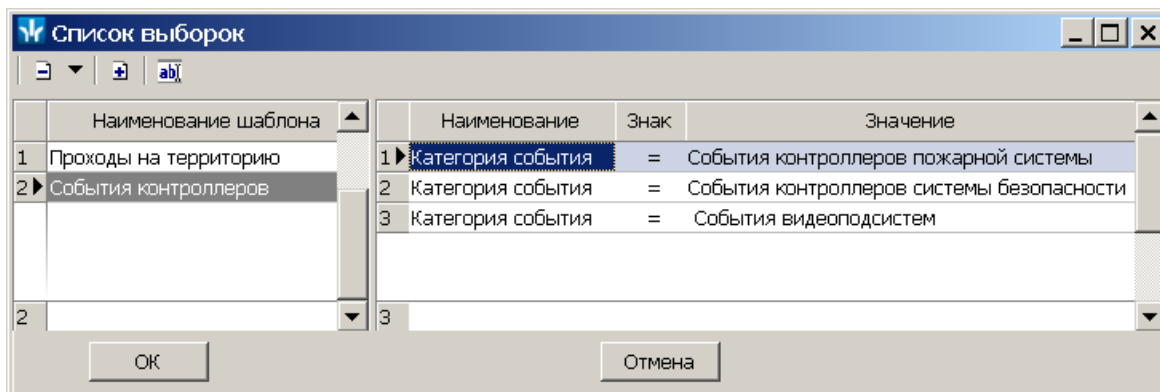 Список выборок
ab
Наименование шаблона
1 Проходы на территорию
2 События контроллеров
2
Наименование Знак Значение
1 Категория события = События контроллеров пожарной системы
2 Категория события = События контроллеров системы безопасности
3 Категория события = События видеоподсистем
3
ОК Отмена